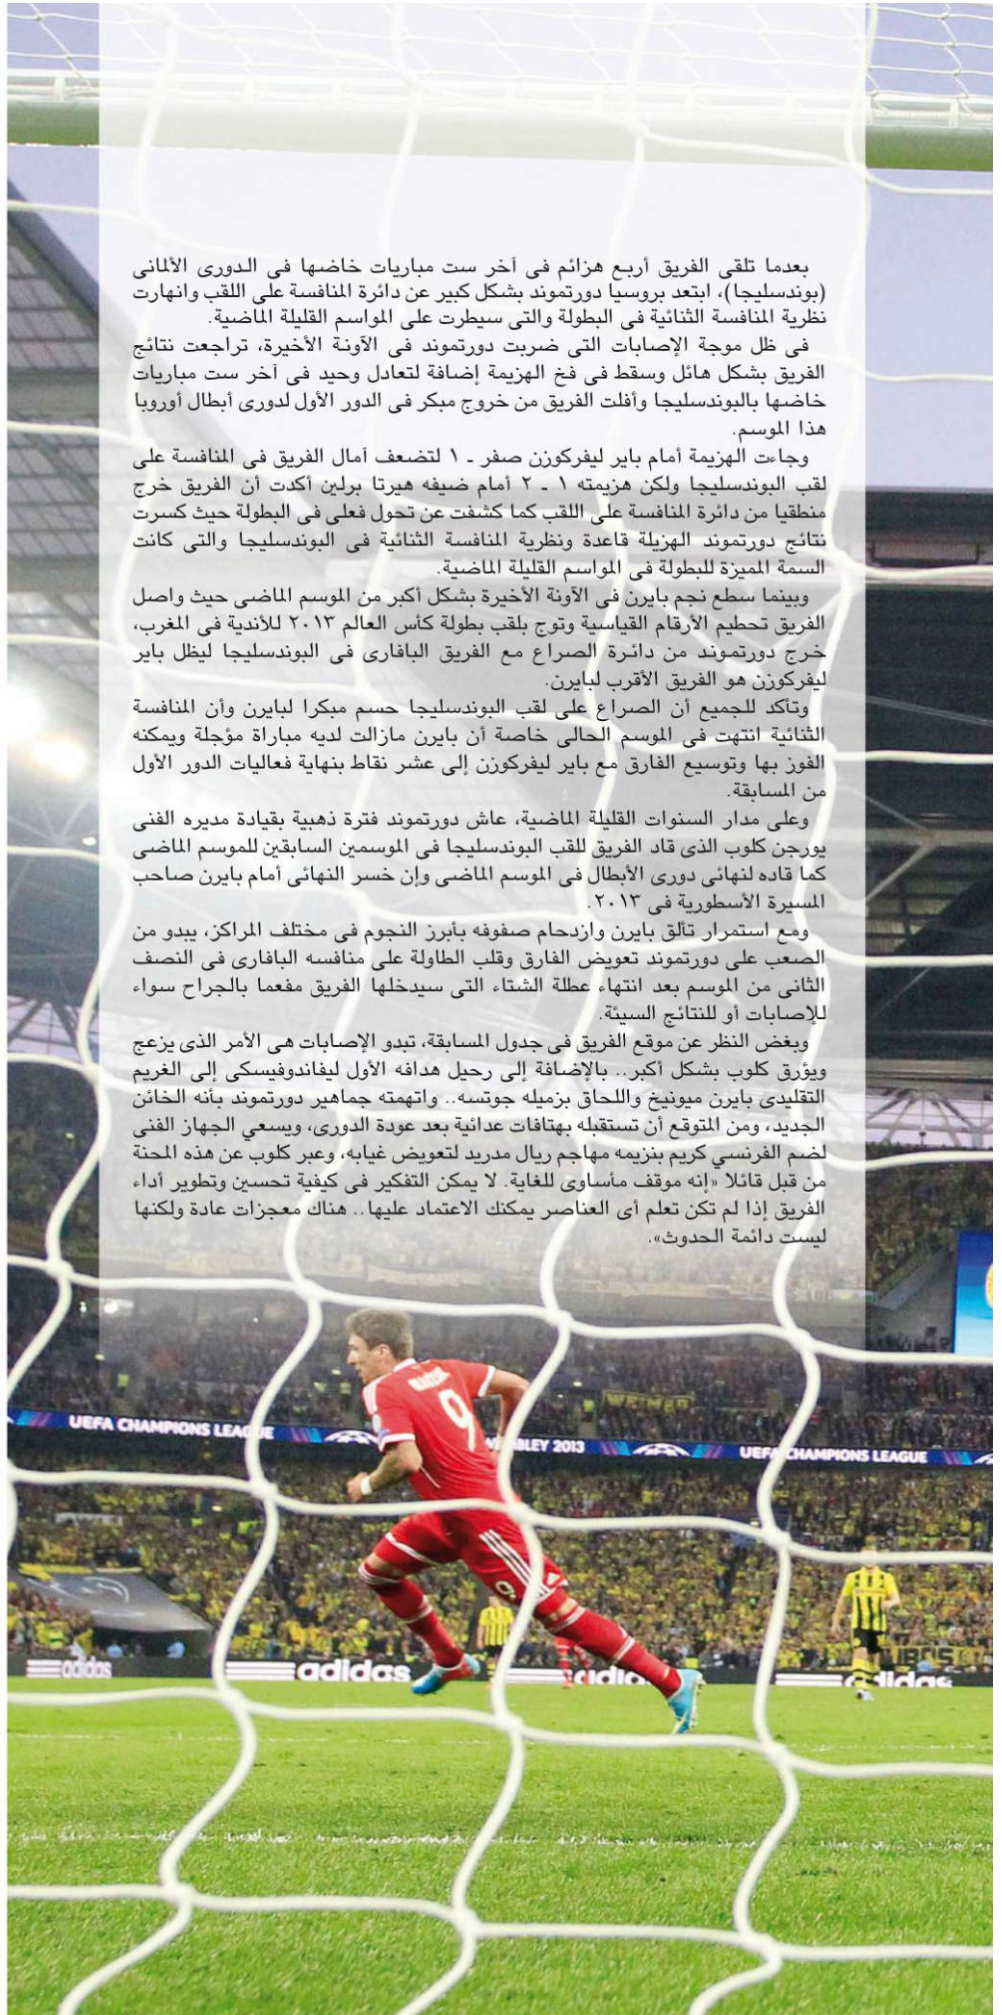 بعدما تلقى الفريق أربع هزائم فى آخر ست مباريات خاضها فى الدورى الألمانى
(بوندسليجا)، ابتعد بروسيا دورتموند بشكل كبير عن دائرة المنافسة على اللقب وانهارت
نظرية المنافسة الثنائية فى البطولة والتى سيطرت على المواسم القليلة الماضية.
فى ظل موجة الإصابات التى ضربت دورتموند فى الآونة الأخيرة، تراجعت نتائج
الفريق بشكل هائل وسقط فى فخ الهزيمة إضافة لتعادل وحيد فى آخر ست مباريات
خاضها بالبوندسليجا وأفلت الفريق من خروج مبكر فى الدور الأول لدورى أبطال أوروبا
هذا الموسم.
وجاءت الهزيمة أمام باير ليفركوزن صفر ـ ١ لتضعف آمال الفريق فى المنافسة على
لقب البوندسليجا ولكن هزيمته ١ ـ ٢ أمام ضيفه هيرتا برلين أكدت أن الفريق خرج
منطقيا من دائرة المنافسة على اللقب كما كشفت عن تحول فعلى فى البطولة حيث كسرت
نتائج دورتموند الهزيلة قاعدة ونظرية المنافسة الثنائية فى البوندسليجا والتى كانت
السمة المميزة للبطولة فى المواسم القليلة الماضية.
وبينما سطع نجم بايرن فى الآونة الأخيرة بشكل أكبر من الموسم الماضى حيث واصل
الفريق تحطيم الأرقام القياسية وتوج بلقب بطولة كأس العالم ٢٠١٣ للأندية فى المغرب،
خرج دورتموند من دائرة الصراع مع الفريق البافارى فى البوندسليجا ليظل باير
ليفركوزن هو الفريق الأقرب لبايرن.
وتأكد للجميع أن الصراع على لقب البوندسليجا حسم مبكرا لبايرن وأن المنافسة
الثنائية انتهت فى الموسم الحالى خاصة أن بايرن مازالت لديه مباراة مؤجلة ويمكنه
الفوز بها وتوسيع الفارق مع باير ليفركوزن إلى عشر نقاط بنهاية فعاليات الدور الأول
من المسابقة.
وعلى مدار السنوات القليلة الماضية، عاش دورتموند فترة ذهبية بقيادة مديره الفنى
يورجن كلوب الذى قاد الفريق للقب البوندسليجا فى الموسمين السابقين للموسم الماضى
كما قاده لنهائى دورى الأبطال فى الموسم الماضى وإن خسر النهائى أمام بايرن صاحب
المسيرة الأسطورية فى ٢٠١٣.
ومع استمرار تألق بايرن وازدحام صفوفه بأبرز النجوم فى مختلف المراكز، يبدو من
الصعب على دورتموند تعويض الفارق وقلب الطاولة على منافسه البافارى فى النصف
الثانى من الموسم بعد انتهاء عطلة الشتاء التى سيدخلها الفريق مفعما بالجراح سواء
للإصابات أو للنتائج السيئة.
وبغض النظر عن موقع الفريق فى جدول المسابقة، تبدو الإصابات هى الأمر الذى يزعج
ويؤرق كلوب بشكل أكبر.. بالإضافة إلى رحيل هدافه الأول ليفاندوفيسكى إلى الغريم
التقليدى بايرن ميونيخ واللحاق بزميله جوتسه.. واتهمته جماهير دورتموند بأنه الخائن
الجديد، ومن المتوقع أن تستقبله بهتافات عدائية بعد عودة الدورى، ويسعي الجهاز الفنى
لضم الفرنسي كريم بنزيمه مهاجم ريال مدريد لتعويض غيابه، وعبر كلوب عن هذه المحنة
من قبل قائلا «إنه موقف مأساوى للغاية. لا يمكن التفكير فى كيفية تحسين وتطوير أداء
الفريق إذا لم تكن تعلم أى العناصر يمكنك الاعتماد عليها.. هناك معجزات عادة ولكنها
ليست دائمة الحدوث».
9
UEFA CHAMPIONS LEAGUE
WEMBLEY 2013
UEFA CHAMPIONS LEAGUE
9
adidas
adidas
adidas
adidas